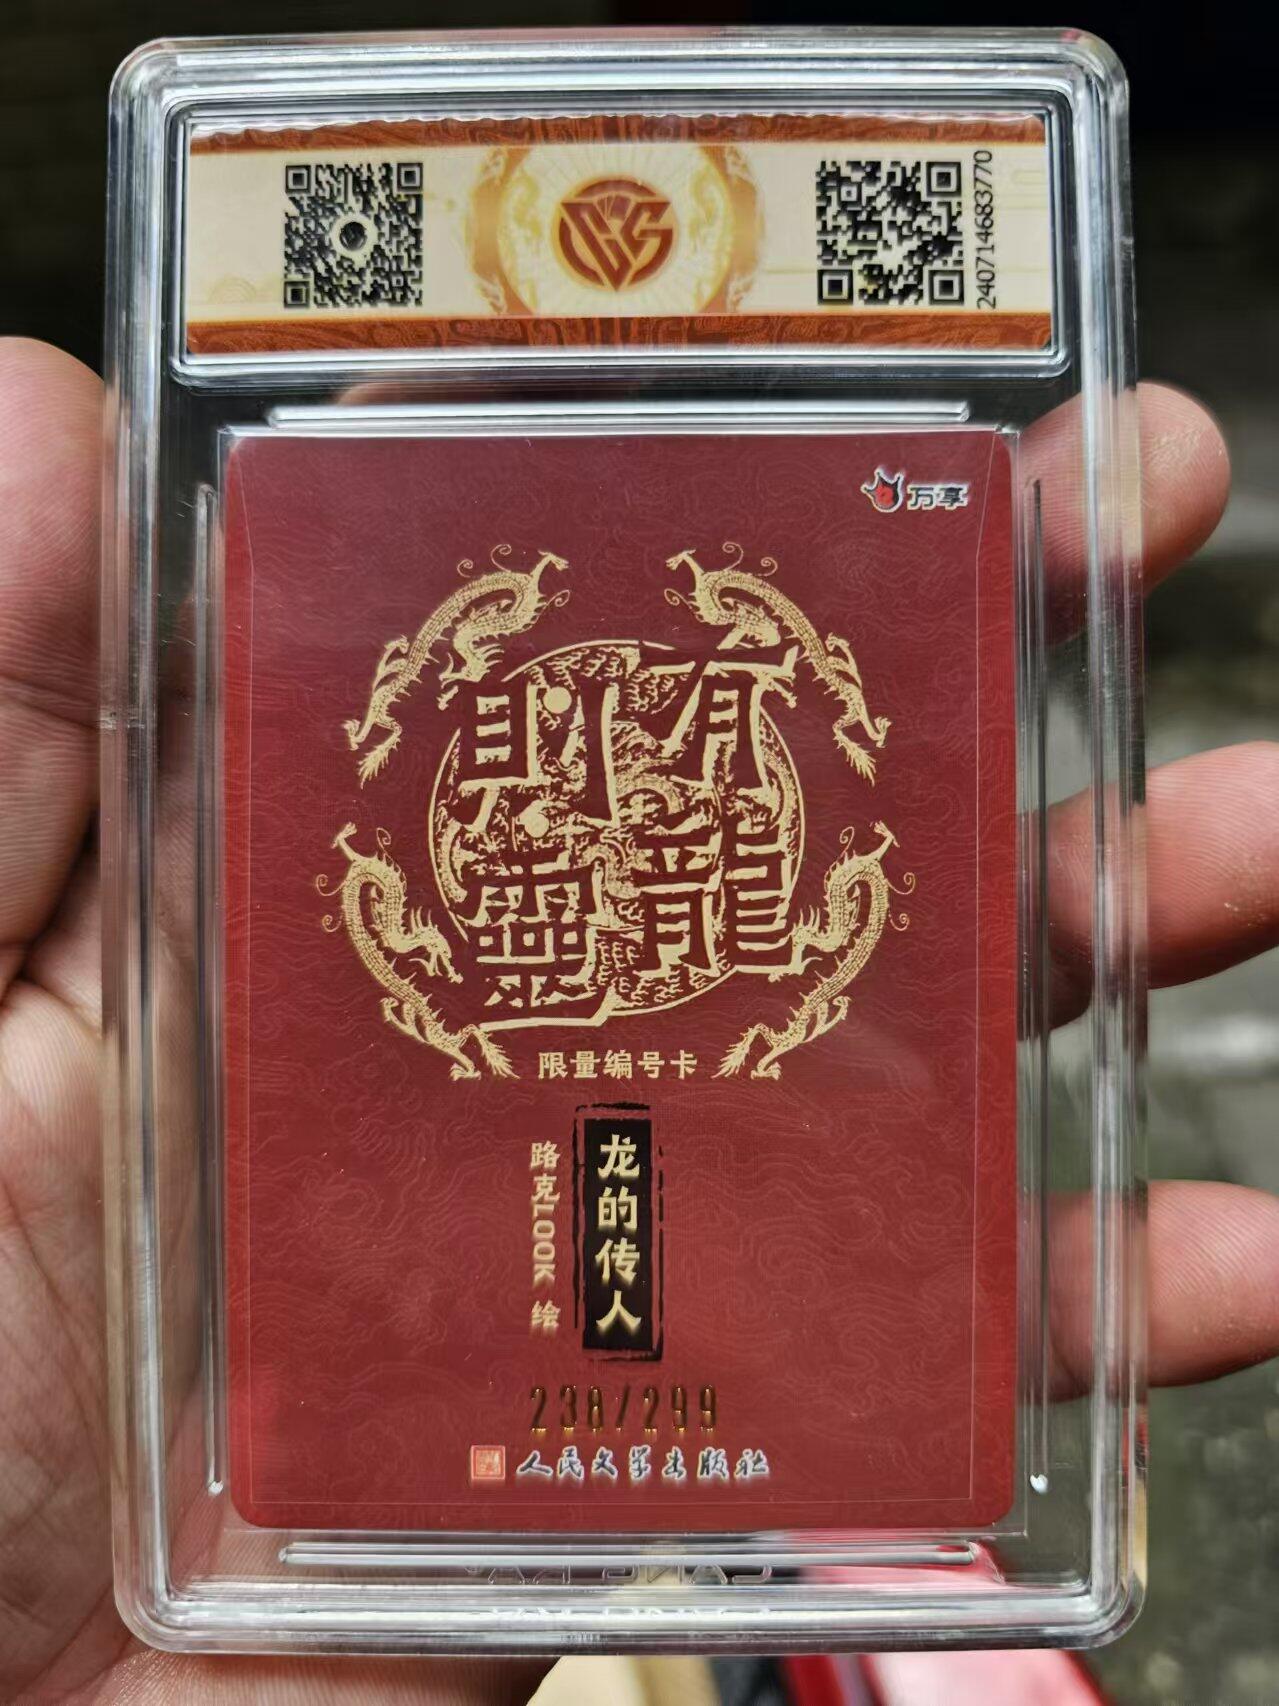 2407146833770
万享
有龍
則靈
限量编号卡
龙的传人
路克LOOK 绘
238/299
人民文学出版社